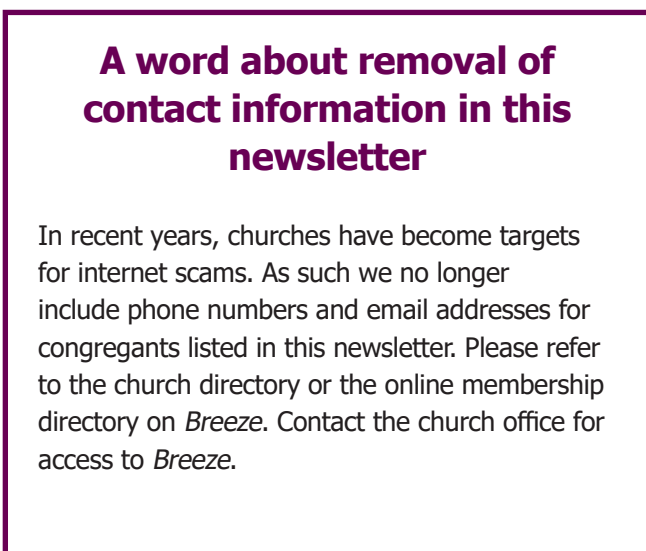 A word about removal of
contact information in this
newsletter
In recent years, churches have become targets
for internet scams. As such we no longer
include phone numbers and email addresses for
congregants listed in this newsletter. Please refer
to the church directory or the online membership
directory on Breeze. Contact the church office for
access to Breeze.